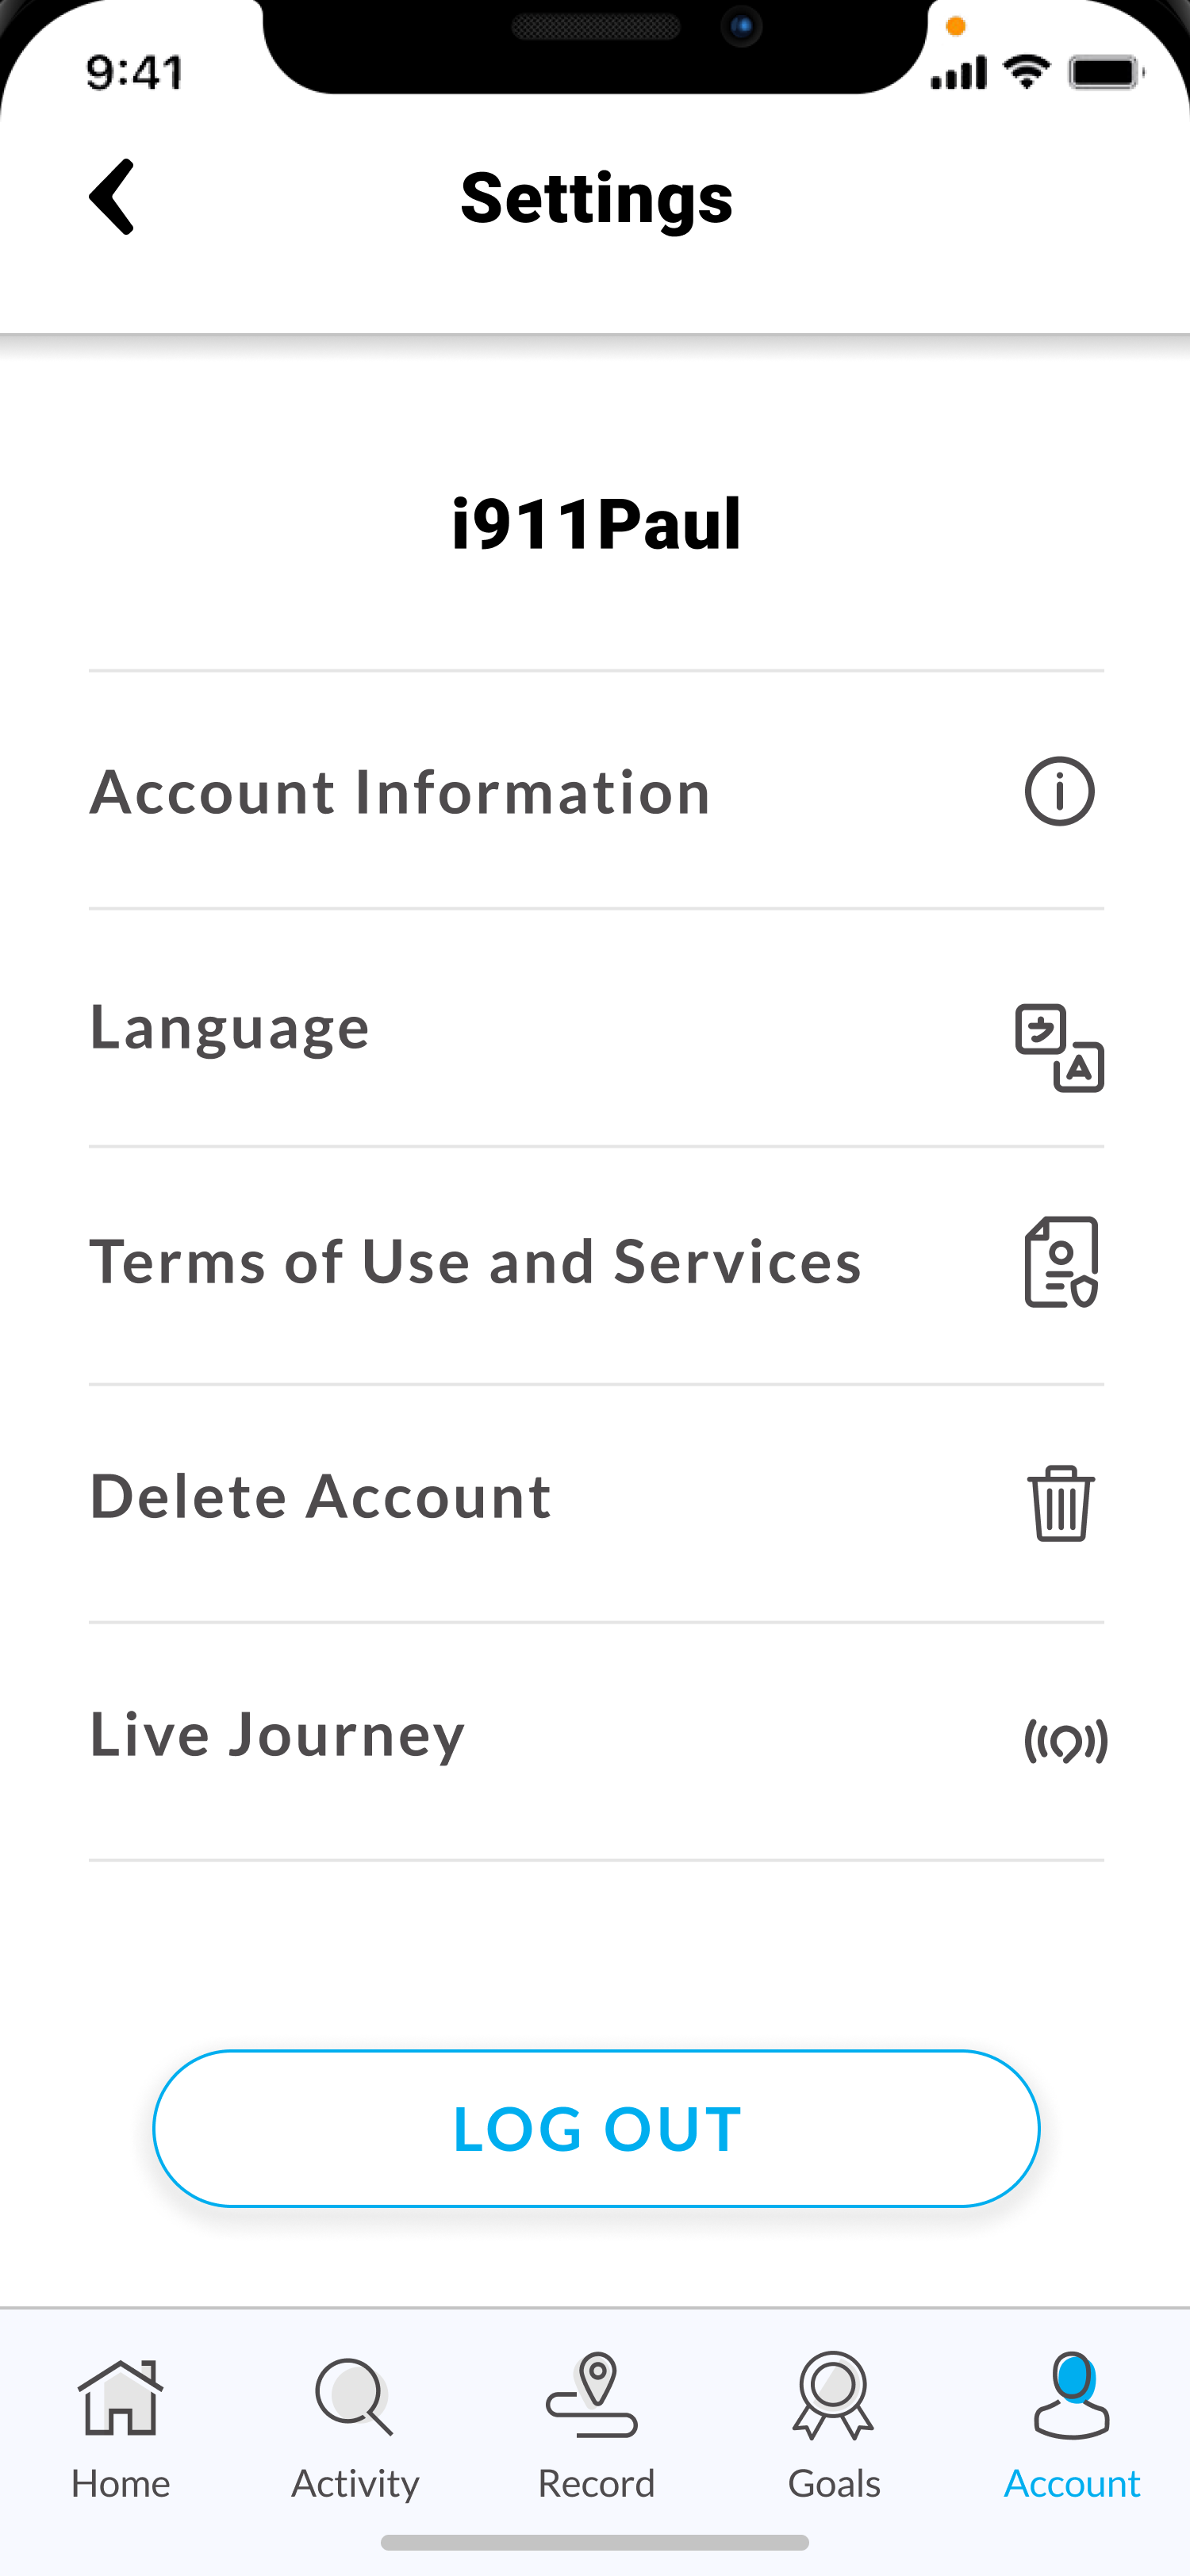 9:41
Settings
i911Paul
Account Information
Language
Terms of Use and Services
Delete Account
Live Journey
LOG OUT
Home
Activity
Record
Goals
Account